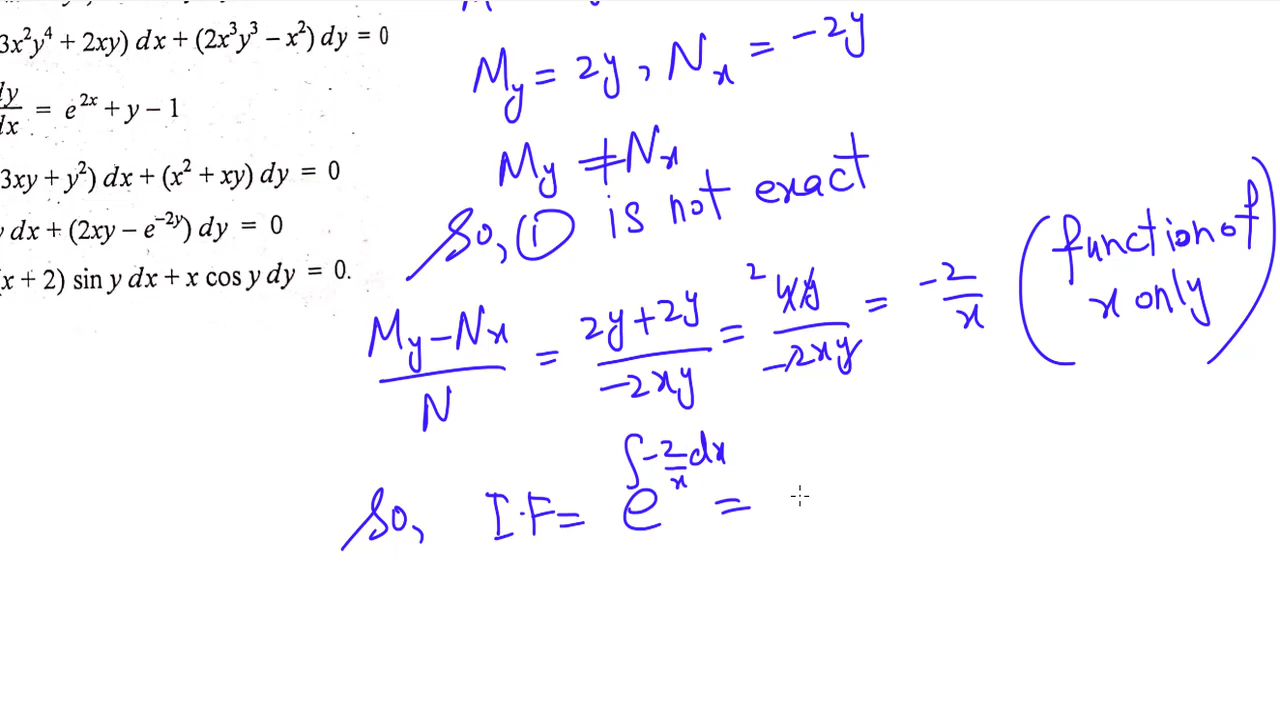 3x²y⁴ + 2xy) dx + (2x³y³ − x²) dy = 0
dy/dx = e^{2x} + y − 1
3xy + y²) dx + (x² + xy) dy = 0
dx + (2xy − e^{−2y}) dy = 0
(x + 2) sin y dx + x cos y dy = 0.
M_y = 2y, N_x = −2y
M_y ≠ N_x
So, ① is not exact
(M_y − N_x)/N = (2y + 2y)/(−2xy) = 2 4y/(−2xy) = −2/x (function of x only)
So, I.F = e^{∫−2/x dx} =